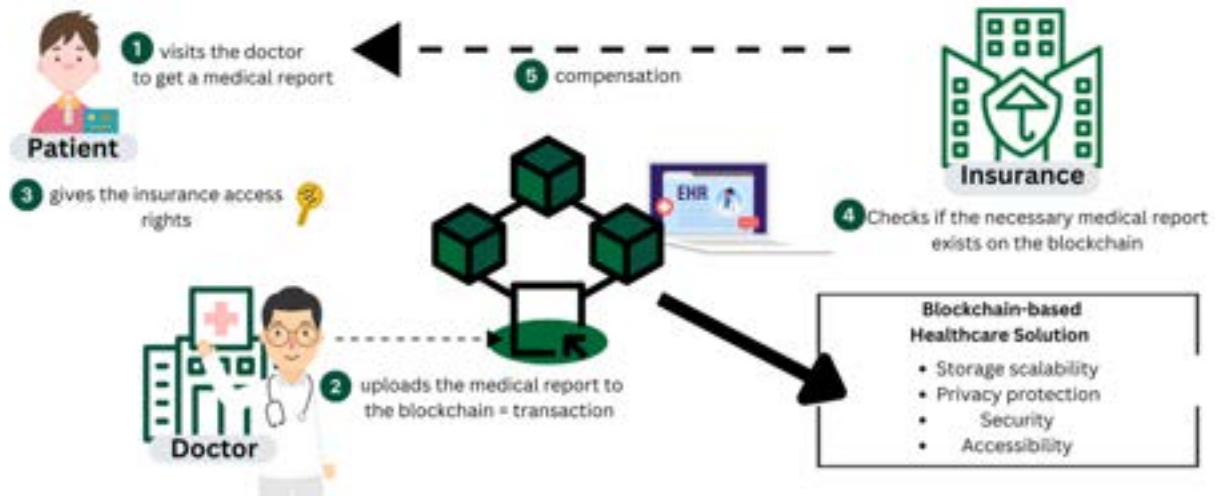 1 visits the doctor
to get a medical report
Patient
5 compensation
Insurance
3 gives the insurance access
rights
EHR
4 Checks if the necessary medical report
exists on the blockchain
2 uploads the medical report to
the blockchain = transaction
Doctor
Blockchain-based
Healthcare Solution
• Storage scalability
• Privacy protection
• Security
• Accessibility